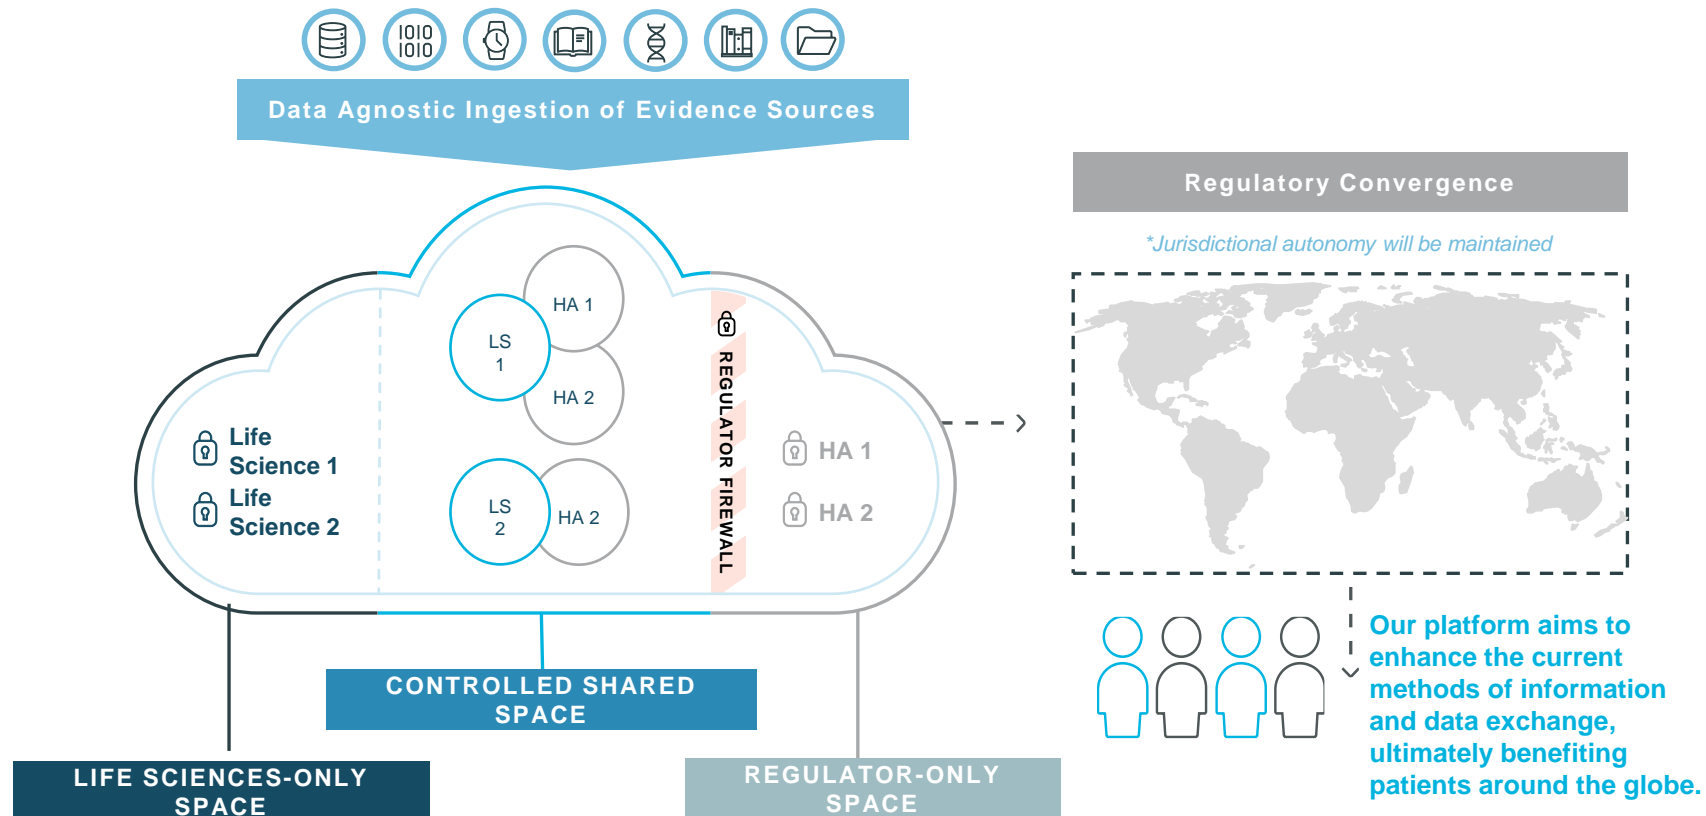 1010
1010
Data Agnostic Ingestion of Evidence Sources
HA 1
LS
1
HA 2
LS
2
HA 2
Life
Science 1
Life
Science 2
REGULATOR FIREWALL
HA 1
HA 2
CONTROLLED SHARED
SPACE
LIFE SCIENCES-ONLY
SPACE
REGULATOR-ONLY
SPACE
Regulatory Convergence
*Jurisdictional autonomy will be maintained
Our platform aims to
enhance the current
methods of information
and data exchange,
ultimately benefiting
patients around the globe.